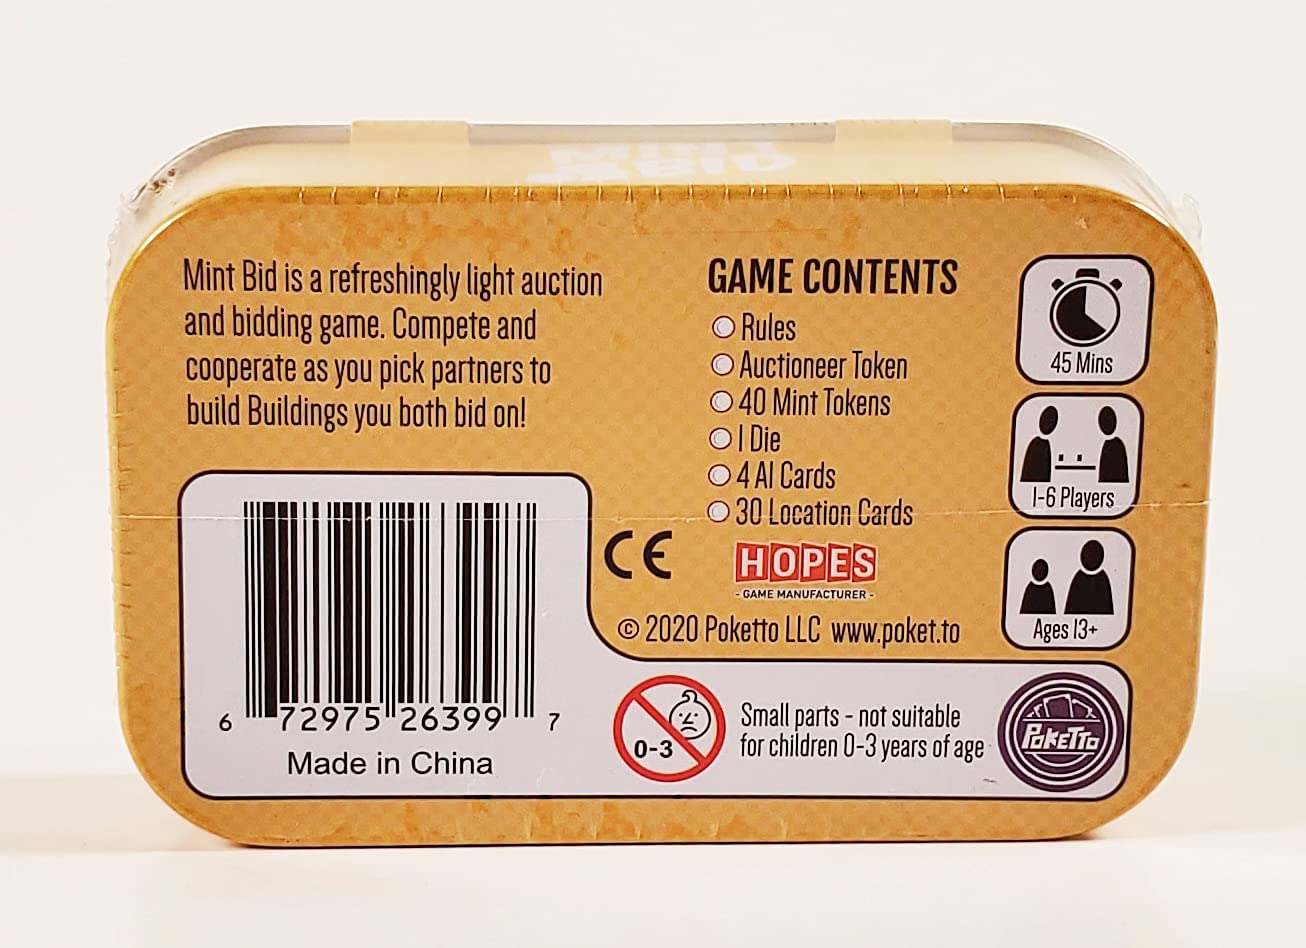 MINT
BID
Mint Bid is a refreshingly light auction
and bidding game. Compete and
cooperate as you pick partners to
build Buildings you both bid on!
GAME CONTENTS
Rules
Auctioneer Token
40 Mint Tokens
1 Die
4 AI Cards
30 Location Cards
45 Mins
1-6 Players
Ages 13+
CE
HOPES
- GAME MANUFACTURER -
© 2020 Poketto LLC www.poket.to
6 72975 26399 7
Made in China
0-3
Small parts - not suitable
for children 0-3 years of age
POKETTO